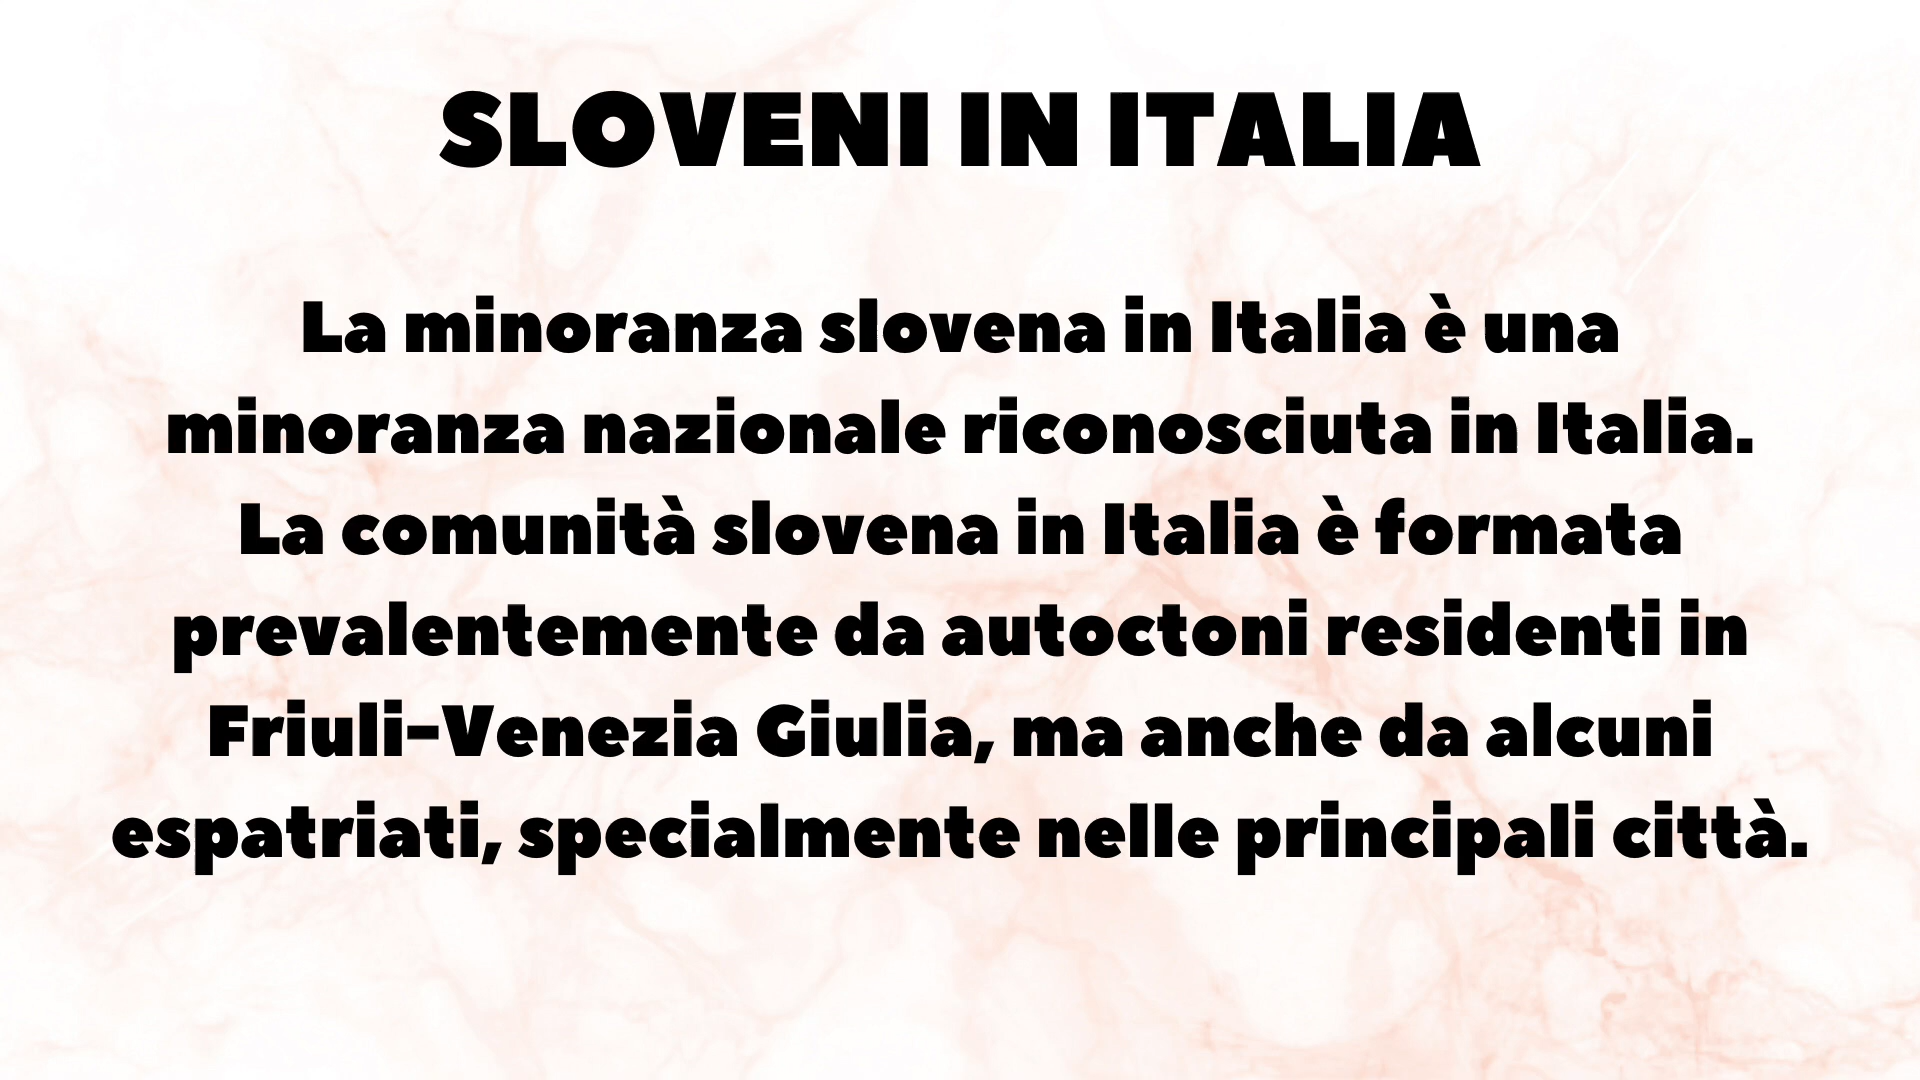 SLOVENI IN ITALIA
La minoranza slovena in Italia è una
minoranza nazionale riconosciuta in Italia.
La comunità slovena in Italia è formata
prevalentemente da autoctoni residenti in
Friuli-Venezia Giulia, ma anche da alcuni
espatriati, specialmente nelle principali città.